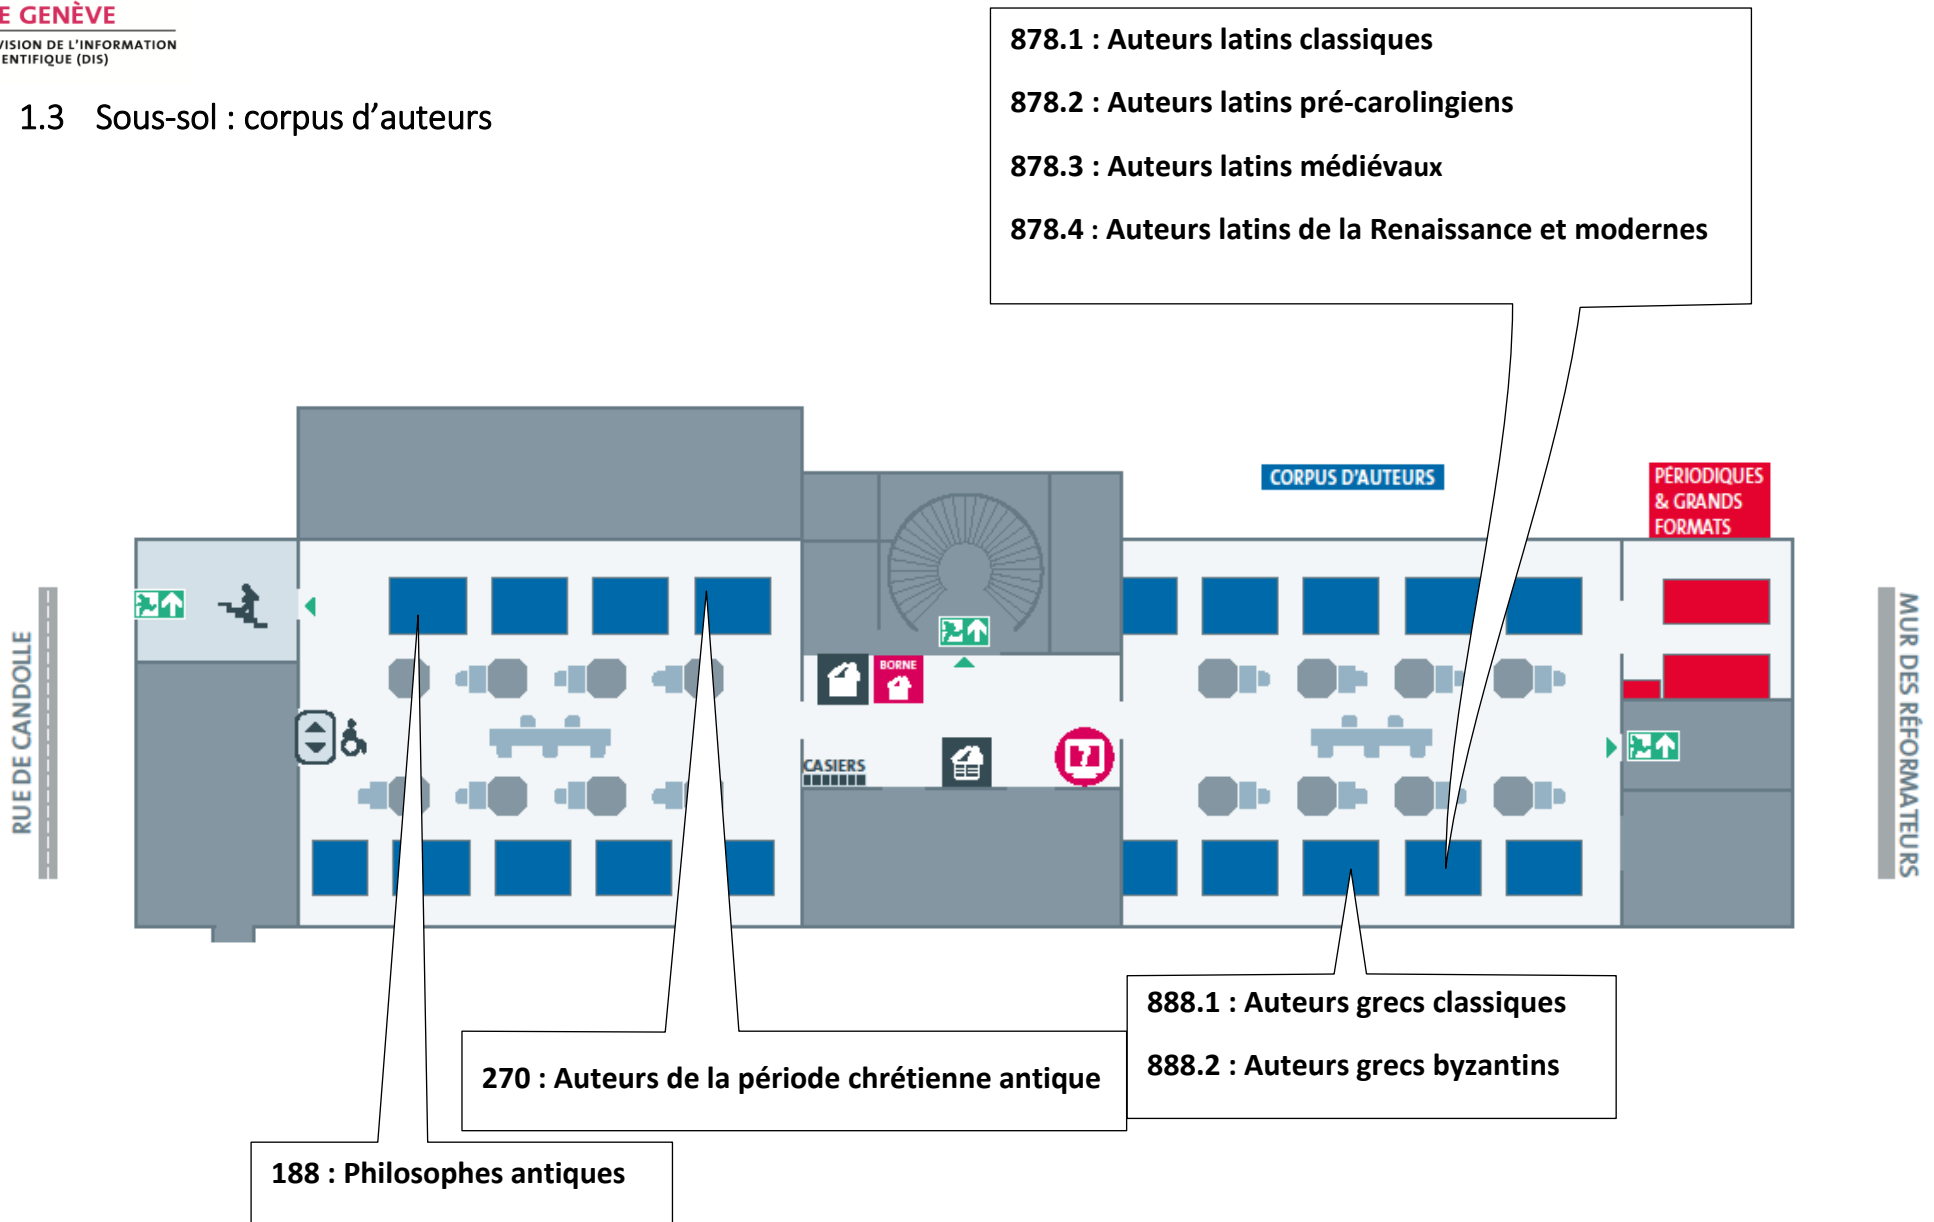 E GENÈVE
VISION DE L'INFORMATION
ENTIFIQUE (DIS)
1.3 Sous-sol : corpus d'auteurs
878.1 : Auteurs latins classiques
878.2 : Auteurs latins pré-carolingiens
878.3 : Auteurs latins médiévaux
878.4 : Auteurs latins de la Renaissance et modernes
CORPUS D'AUTEURS
PÉRIODIQUES
& GRANDS
FORMATS
RUE DE CANDOLLE
BORNE
CASIERS
MUR DES RÉFORMATEURS
888.1 : Auteurs grecs classiques
888.2 : Auteurs grecs byzantins
270 : Auteurs de la période chrétienne antique
188 : Philosophes antiques